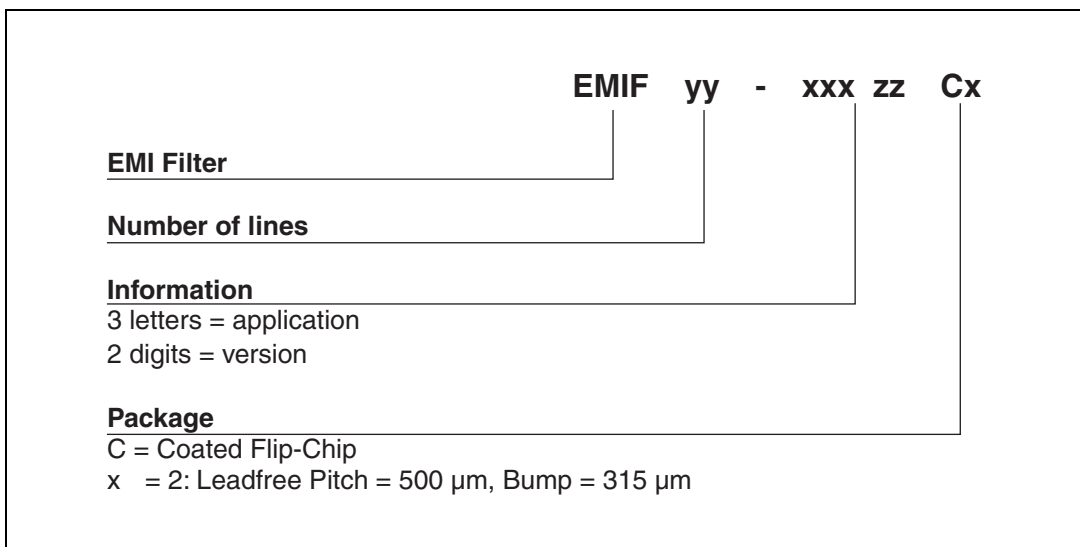 EMIF yy - xxx zz Cx
EMI Filter
Number of lines
Information
3 letters = application
2 digits = version
Package
C = Coated Flip-Chip
x = 2: Leadfree Pitch = 500 µm, Bump = 315 µm